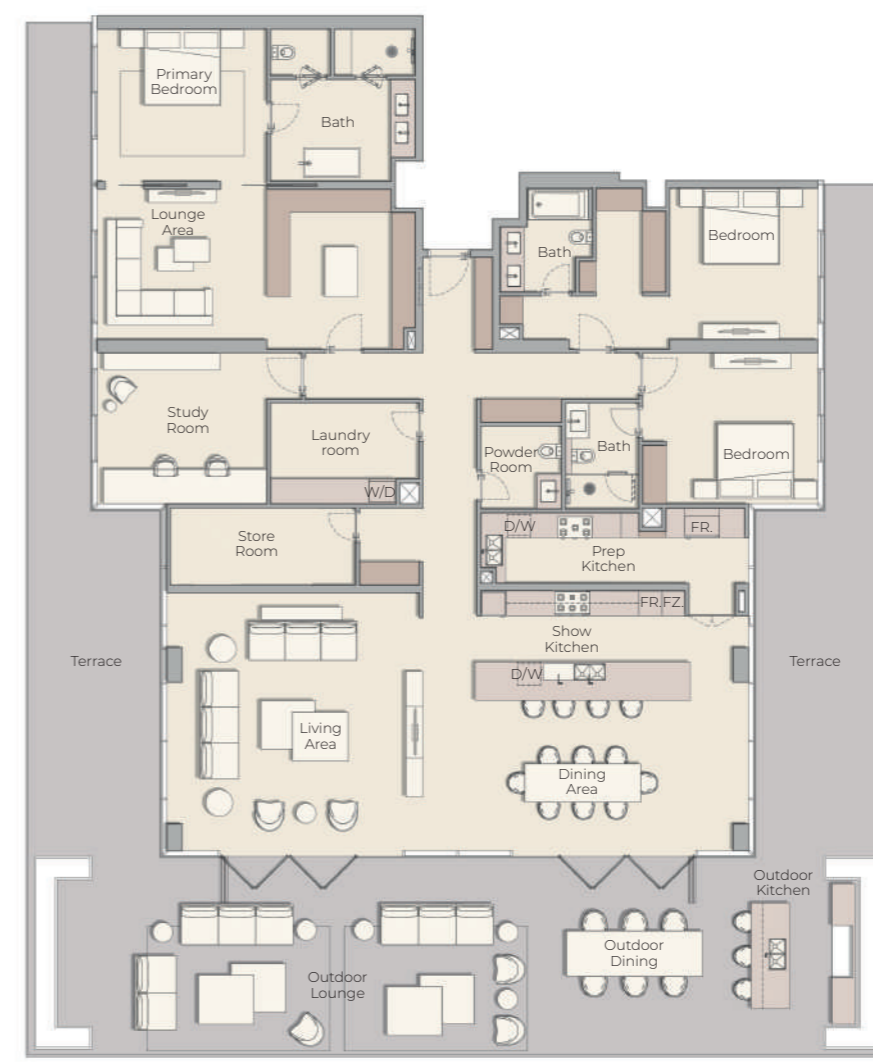 Primary
Bedroom
Bath
Lounge
Area
Bath
Bedroom
Study
Room
Laundry
room
W/D
Powder
Room
Bath
Bedroom
Store
Room
D/W
FR.
Prep
Kitchen
FR.FZ.
Show
Kitchen
D/W
Terrace
Terrace
Living
Area
Dining
Area
Outdoor
Kitchen
Outdoor
Dining
Outdoor
Lounge